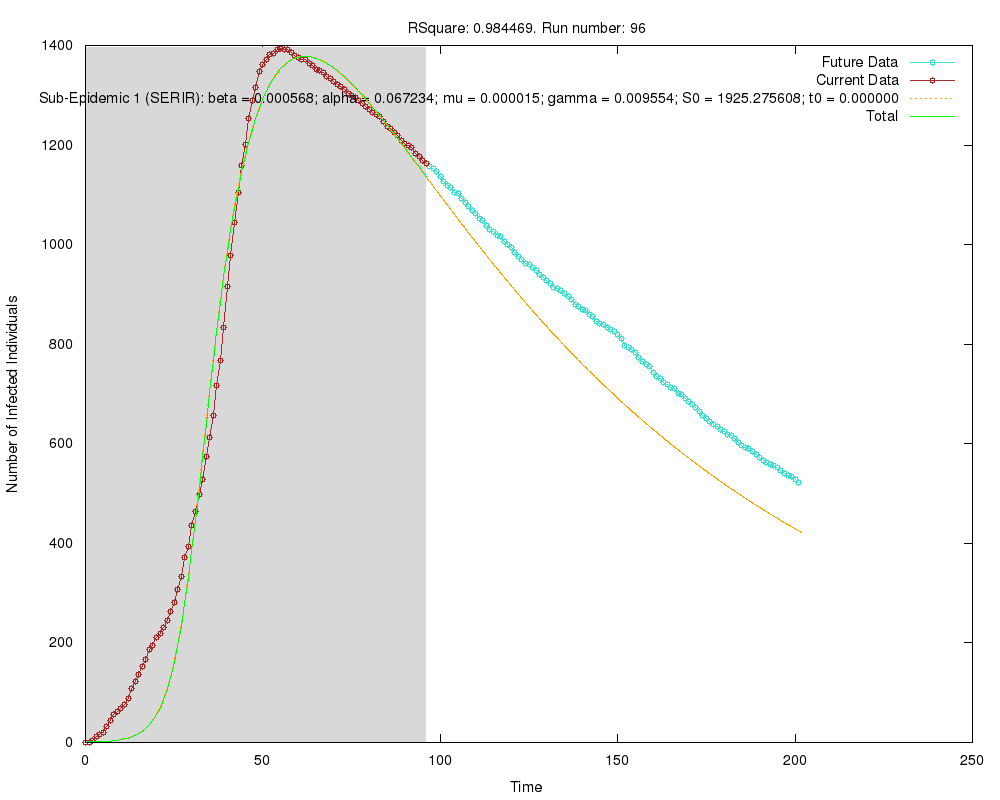 RSquare: 0.984469. Run number: 96
1400
1200
1000
800
600
400
200
0
Number of Infected Individuals
Future Data
Current Data
Sub-Epidemic 1 (SERIR): beta = 0.000568; alpha = 0.067234; mu = 0.000015; gamma = 0.009554; S0 = 1925.275608; t0 = 0.000000
Total
0 50 100 150 200 250
Time